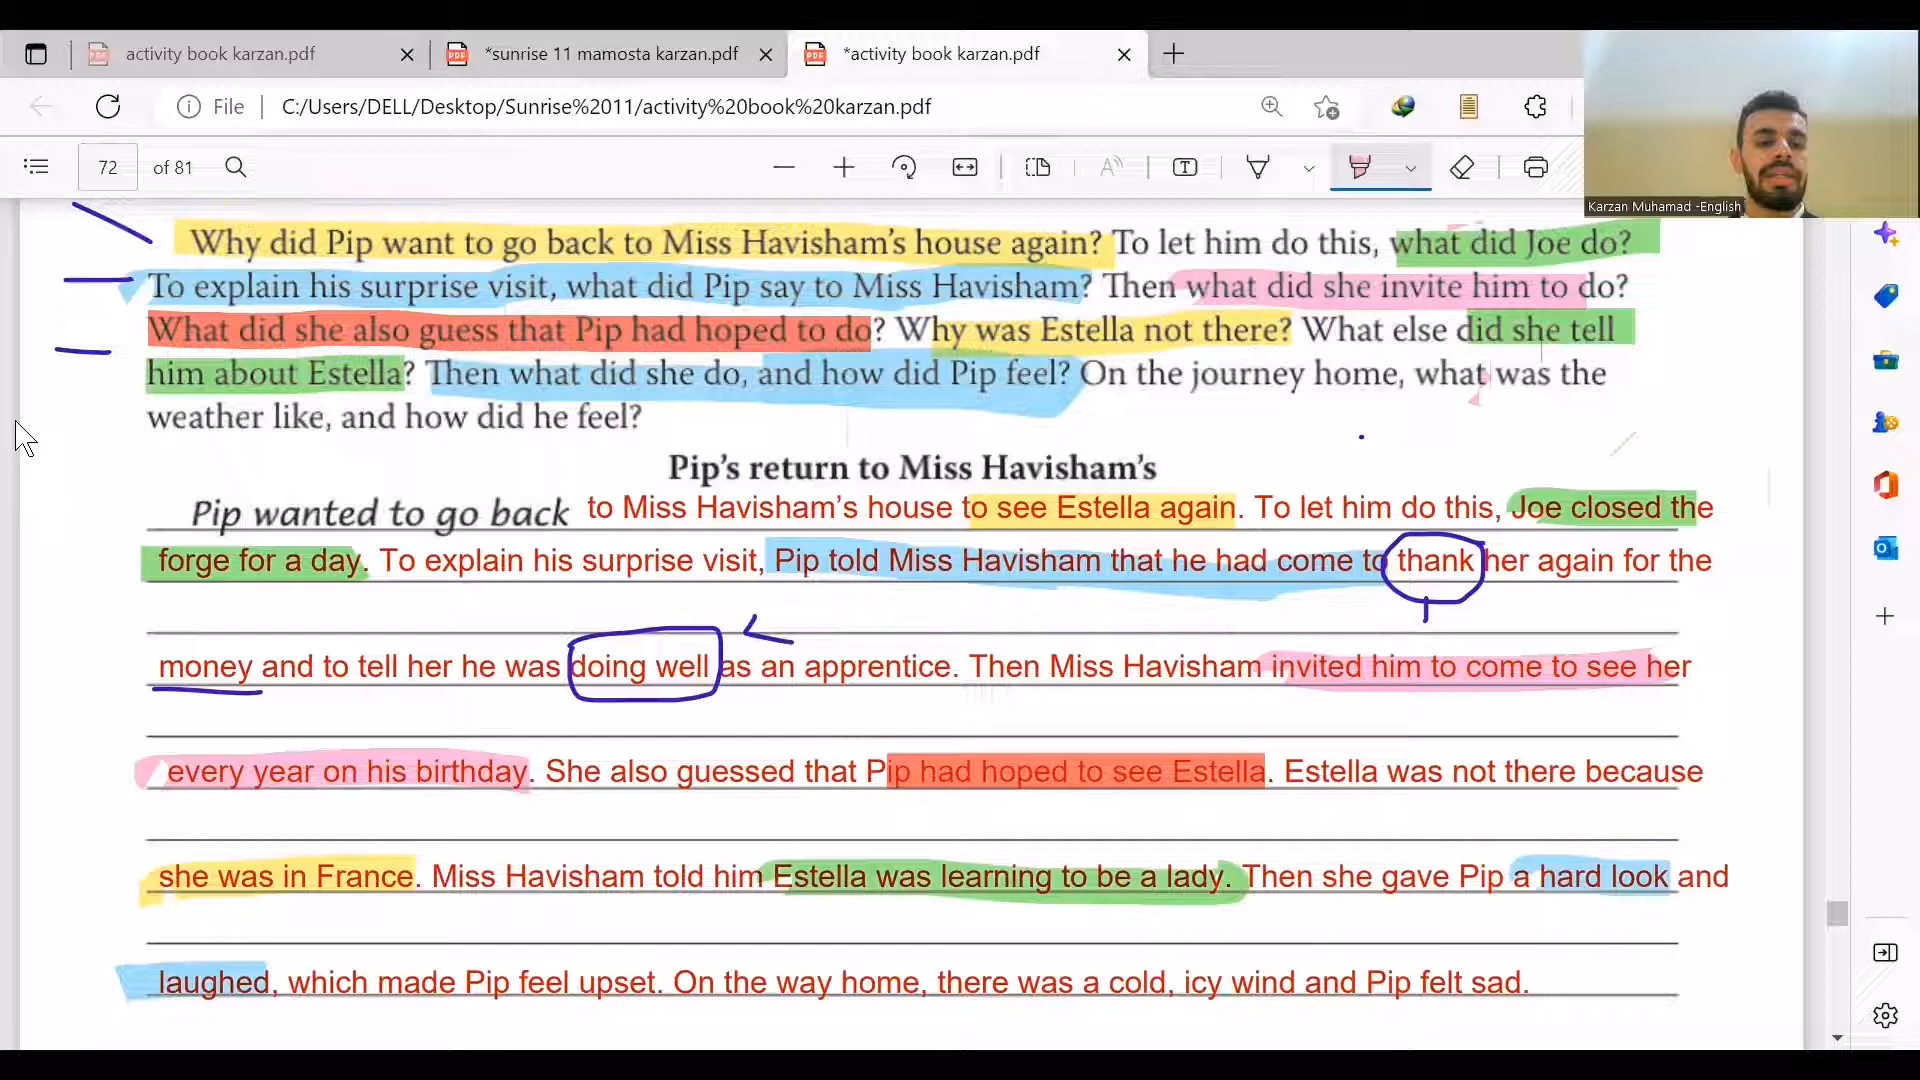 activity book karzan.pdf
*sunrise 11 mamosta karzan.pdf
*activity book karzan.pdf
File
C:/Users/DELL/Desktop/Sunrise%2011/activity%20book%20karzan.pdf
72 of 81
Karzan Muhamad -English
Why did Pip want to go back to Miss Havisham's house again? To let him do this, what did Joe do?
To explain his surprise visit, what did Pip say to Miss Havisham? Then what did she invite him to do?
What did she also guess that Pip had hoped to do? Why was Estella not there? What else did she tell
him about Estella? Then what did she do, and how did Pip feel? On the journey home, what was the
weather like, and how did he feel?
Pip's return to Miss Havisham's
Pip wanted to go back to Miss Havisham's house to see Estella again. To let him do this, Joe closed the
forge for a day. To explain his surprise visit, Pip told Miss Havisham that he had come to thank her again for the
money and to tell her he was doing well as an apprentice. Then Miss Havisham invited him to come to see her
every year on his birthday. She also guessed that Pip had hoped to see Estella. Estella was not there because
she was in France. Miss Havisham told him Estella was learning to be a lady. Then she gave Pip a hard look and
laughed, which made Pip feel upset. On the way home, there was a cold, icy wind and Pip felt sad.